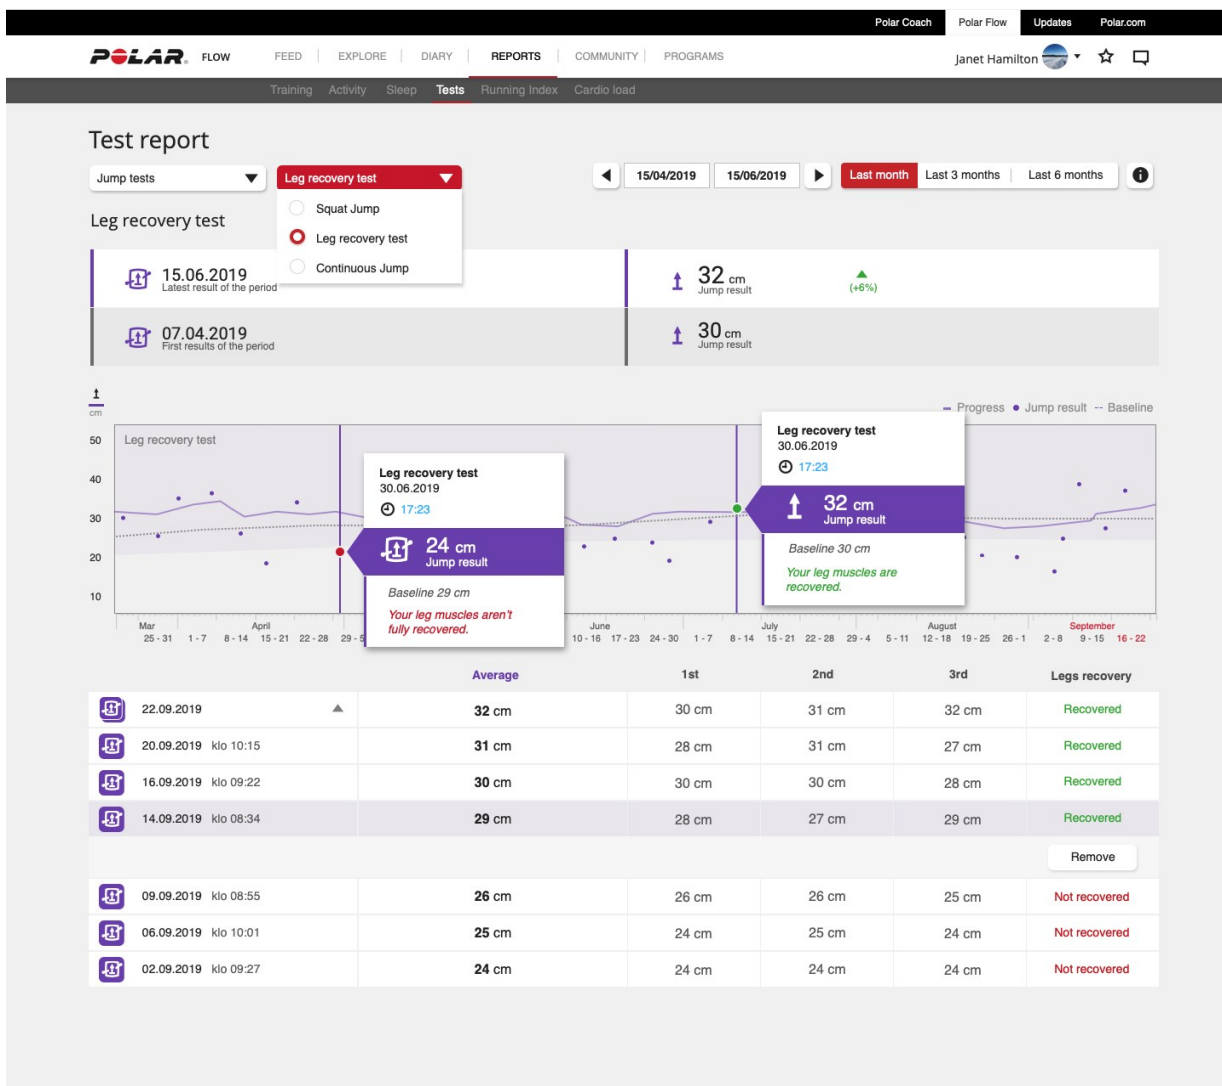 Polar Coach Polar Flow Updates Polar.com
POLAR. FLOW FEED EXPLORE DIARY REPORTS COMMUNITY PROGRAMS Janet Hamilton
Training Activity Sleep Tests Running Index Cardio load
Test report
Jump tests Leg recovery test 15/04/2019 15/06/2019 Last month Last 3 months Last 6 months
Squat Jump
Leg recovery test
Continuous Jump
Leg recovery test
15.06.2019 32 cm
Latest result of the period Jump result (+6%)
07.04.2019 30 cm
First results of the period Jump result
cm
Progress Jump result -- Baseline
50 Leg recovery test
40
30
20
10
Leg recovery test
30.06.2019
17:23
24 cm
Jump result
Baseline 29 cm
Your leg muscles aren't
fully recovered.
Leg recovery test
30.06.2019
17:23
32 cm
Jump result
Baseline 30 cm
Your leg muscles are
recovered.
Mar April June July August September
25 - 31 1 - 7 8 - 14 15 - 21 22 - 28 29 - 5 10 - 16 17 - 23 24 - 30 1 - 7 8 - 14 15 - 21 22 - 28 29 - 4 5 - 11 12 - 18 19 - 25 26 - 1 2 - 8 9 - 15 16 - 22
Average 1st 2nd 3rd Legs recovery
22.09.2019 32 cm 30 cm 31 cm 32 cm Recovered
20.09.2019 klo 10:15 31 cm 28 cm 31 cm 27 cm Recovered
16.09.2019 klo 09:22 30 cm 30 cm 30 cm 28 cm Recovered
14.09.2019 klo 08:34 29 cm 28 cm 27 cm 29 cm Recovered
Remove
09.09.2019 klo 08:55 26 cm 26 cm 26 cm 25 cm Not recovered
06.09.2019 klo 10:01 25 cm 24 cm 25 cm 24 cm Not recovered
02.09.2019 klo 09:27 24 cm 24 cm 24 cm 24 cm Not recovered